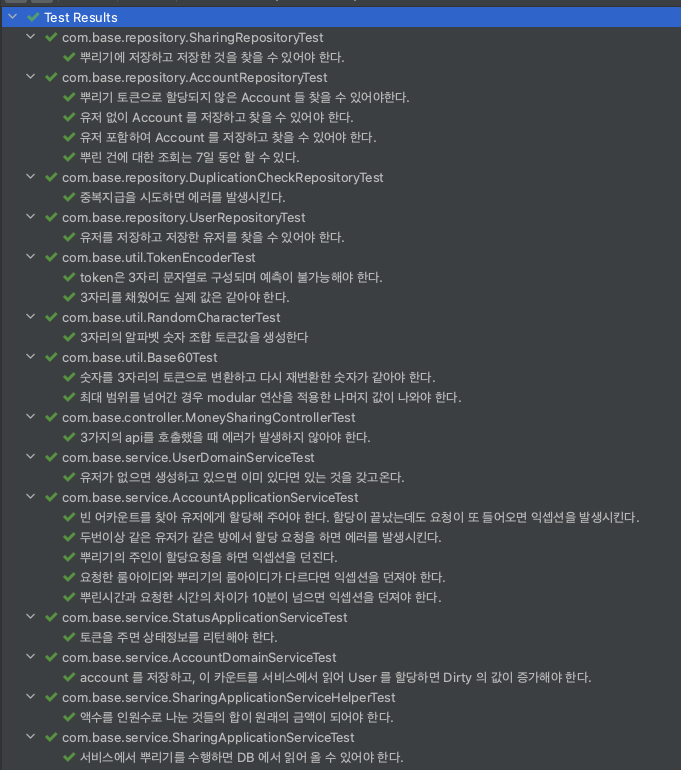 Test Results
com.base.repository.SharingRepositoryTest
뿌리기에 저장하고 저장한 것을 찾을 수 있어야 한다.
com.base.repository.AccountRepositoryTest
뿌리기 토큰으로 할당되지 않은 Account 들 찾을 수 있어야한다.
유저 없이 Account 를 저장하고 찾을 수 있어야 한다.
유저 포함하여 Account 를 저장하고 찾을 수 있어야 한다.
뿌린 건에 대한 조회는 7일 동안 할 수 있다.
com.base.repository.DuplicationCheckRepositoryTest
중복지급을 시도하면 에러를 발생시킨다.
com.base.repository.UserRepositoryTest
유저를 저장하고 저장한 유저를 찾을 수 있어야 한다.
com.base.util.TokenEncoderTest
token은 3자리 문자열로 구성되며 예측이 불가능해야 한다.
3자리를 채웠어도 실제 값은 같아야 한다.
com.base.util.RandomCharacterTest
3자리의 알파벳 숫자 조합 토큰값을 생성한다
com.base.util.Base60Test
숫자를 3자리의 토큰으로 변환하고 다시 재변환한 숫자가 같아야 한다.
최대 범위를 넘어간 경우 modular 연산을 적용한 나머지 값이 나와야 한다.
com.base.controller.MoneySharingControllerTest
3가지의 api를 호출했을 때 에러가 발생하지 않아야 한다.
com.base.service.UserDomainServiceTest
유저가 없으면 생성하고 있으면 이미 있다면 있는 것을 갖고온다.
com.base.service.AccountApplicationServiceTest
빈 어카운트를 찾아 유저에게 할당해 주어야 한다. 할당이 끝났는데도 요청이 또 들어오면 익셉션을 발생시킨다.
두번이상 같은 유저가 같은 방에서 할당 요청을 하면 에러를 발생시킨다.
뿌리기의 주인이 할당요청을 하면 익셉션을 던진다.
요청한 룸아이디와 뿌리기의 룸아이디가 다르다면 익셉션을 던져야 한다.
뿌린시간과 요청한 시간의 차이가 10분이 넘으면 익셉션을 던져야 한다.
com.base.service.StatusApplicationServiceTest
토큰을 주면 상태정보를 리턴해야 한다.
com.base.service.AccountDomainServiceTest
account 를 저장하고, 이 카운트를 서비스에서 읽어 User 를 할당하면 Dirty 의 값이 증가해야 한다.
com.base.service.SharingApplicationServiceHelperTest
액수를 인원수로 나눈 것들의 합이 원래의 금액이 되어야 한다.
com.base.service.SharingApplicationServiceTest
서비스에서 뿌리기를 수행하면 DB 에서 읽어 올 수 있어야 한다.